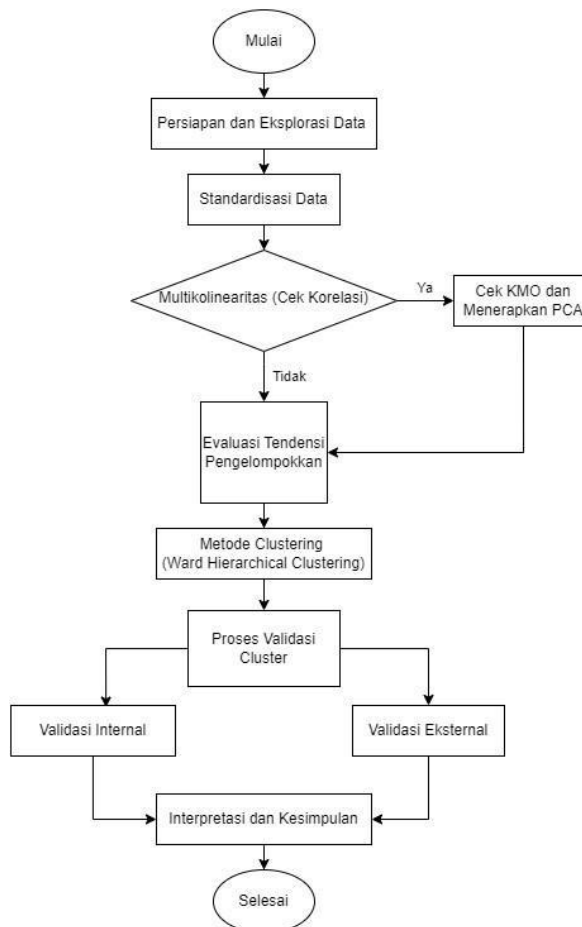 Mulai
Persiapan dan Eksplorasi Data
Standardisasi Data
Multikolinearitas (Cek Korelasi)
Ya
Cek KMO dan
Menerapkan PCA
Tidak
Evaluasi Tendensi
Pengelompokkan
Metode Clustering
(Ward Hierarchical Clustering)
Proses Validasi
Cluster
Validasi Internal
Validasi Eksternal
Interpretasi dan Kesimpulan
Selesai